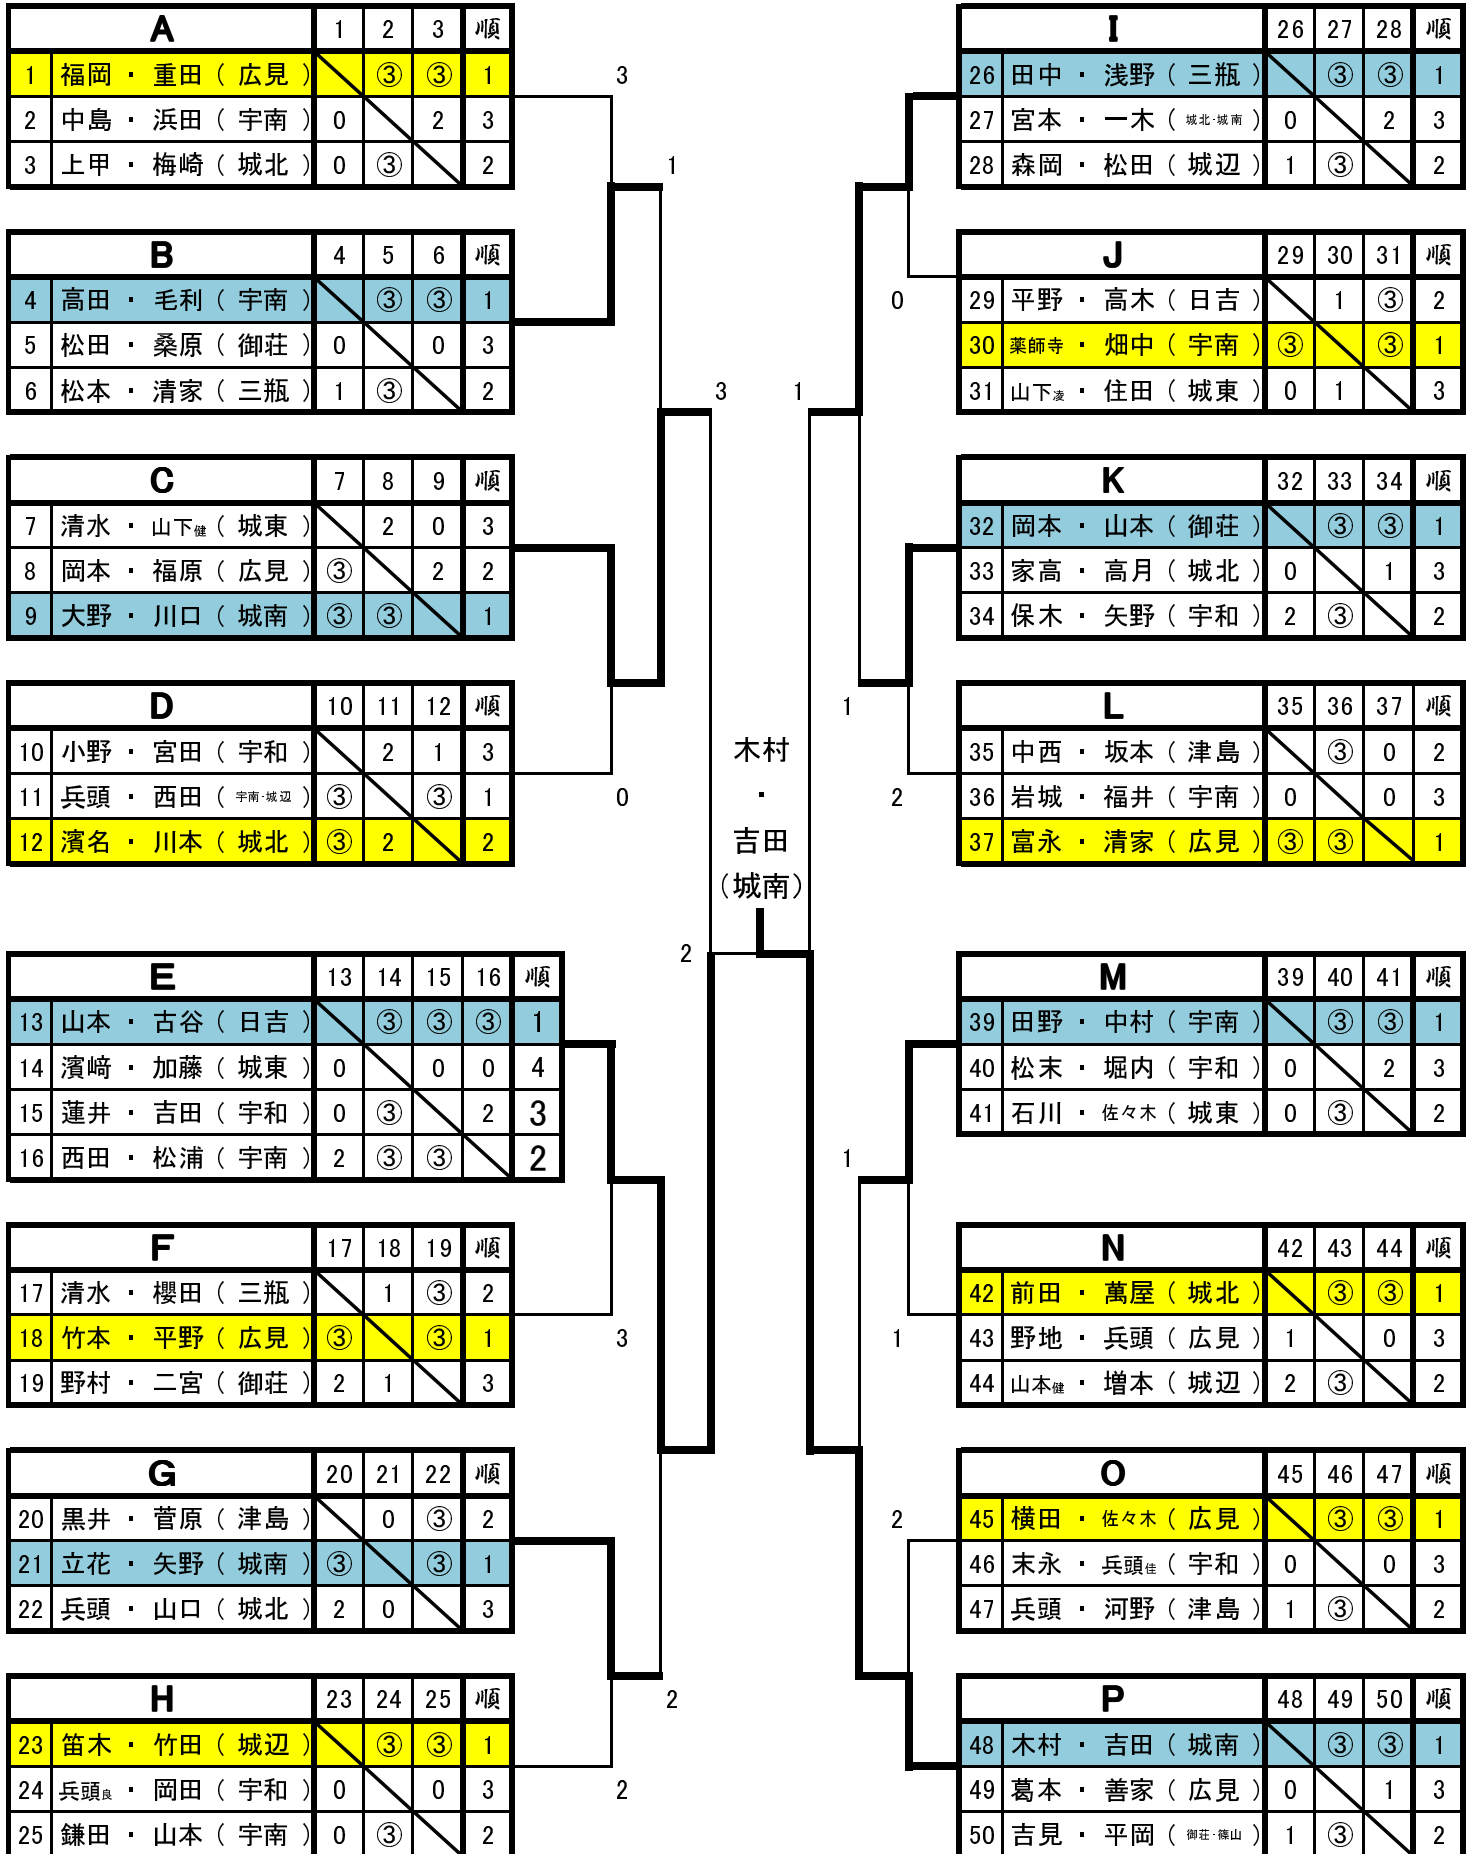 A 1 2 3 順
1 福岡 ・ 重田 ( 広見 ) ③ ③ 1
2 中島 ・ 浜田 ( 宇南 ) 0 2 3
3 上甲 ・ 梅崎 ( 城北 ) 0 ③ 2
B 4 5 6 順
4 高田 ・ 毛利 ( 宇南 ) ③ ③ 1
5 松田 ・ 桑原 ( 御荘 ) 0 0 3
6 松本 ・ 清家 ( 三瓶 ) 1 ③ 2
C 7 8 9 順
7 清水 ・ 山下健 ( 城東 ) 2 0 3
8 岡本 ・ 福原 ( 広見 ) ③ 2 2
9 大野 ・ 川口 ( 城南 ) ③ ③ 1
D 10 11 12 順
10 小野 ・ 宮田 ( 宇和 ) 2 1 3
11 兵頭 ・ 西田 ( 宇南・城辺 ) ③ ③ 1
12 濱名 ・ 川本 ( 城北 ) ③ 2 2
E 13 14 15 16 順
13 山本 ・ 古谷 ( 日吉 ) ③ ③ ③ 1
14 濱﨑 ・ 加藤 ( 城東 ) 0 0 0 4
15 蓮井 ・ 吉田 ( 宇和 ) 0 ③ 2 3
16 西田 ・ 松浦 ( 宇南 ) 2 ③ ③ 2
F 17 18 19 順
17 清水 ・ 櫻田 ( 三瓶 ) 1 ③ 2
18 竹本 ・ 平野 ( 広見 ) ③ ③ 1
19 野村 ・ 二宮 ( 御荘 ) 2 1 3
G 20 21 22 順
20 黒井 ・ 菅原 ( 津島 ) 0 ③ 2
21 立花 ・ 矢野 ( 城南 ) ③ ③ 1
22 兵頭 ・ 山口 ( 城北 ) 2 0 3
H 23 24 25 順
23 笛木 ・ 竹田 ( 城辺 ) ③ ③ 1
24 兵頭良 ・ 岡田 ( 宇和 ) 0 0 3
25 鎌田 ・ 山本 ( 宇南 ) 0 ③ 2
3
1
3
0
2
3
2
2
木村
・
吉田
(城南)
1
0
1
2
1
1
2
I 26 27 28 順
26 田中 ・ 浅野 ( 三瓶 ) ③ ③ 1
27 宮本 ・ 一木 ( 城北・城南 ) 0 2 3
28 森岡 ・ 松田 ( 城辺 ) 1 ③ 2
J 29 30 31 順
29 平野 ・ 高木 ( 日吉 ) 1 ③ 2
30 薬師寺 ・ 畑中 ( 宇南 ) ③ ③ 1
31 山下凌 ・ 住田 ( 城東 ) 0 1 3
K 32 33 34 順
32 岡本 ・ 山本 ( 御荘 ) ③ ③ 1
33 家高 ・ 高月 ( 城北 ) 0 1 3
34 保木 ・ 矢野 ( 宇和 ) 2 ③ 2
L 35 36 37 順
35 中西 ・ 坂本 ( 津島 ) ③ 0 2
36 岩城 ・ 福井 ( 宇南 ) 0 0 3
37 富永 ・ 清家 ( 広見 ) ③ ③ 1
M 39 40 41 順
39 田野 ・ 中村 ( 宇南 ) ③ ③ 1
40 松末 ・ 堀内 ( 宇和 ) 0 2 3
41 石川 ・ 佐々木 ( 城東 ) 0 ③ 2
N 42 43 44 順
42 前田 ・ 萬屋 ( 城北 ) ③ ③ 1
43 野地 ・ 兵頭 ( 広見 ) 1 0 3
44 山本健 ・ 増本 ( 城辺 ) 2 ③ 2
O 45 46 47 順
45 横田 ・ 佐々木 ( 広見 ) ③ ③ 1
46 末永 ・ 兵頭佳 ( 宇和 ) 0 0 3
47 兵頭 ・ 河野 ( 津島 ) 1 ③ 2
P 48 49 50 順
48 木村 ・ 吉田 ( 城南 ) ③ ③ 1
49 葛本 ・ 善家 ( 広見 ) 0 1 3
50 吉見 ・ 平岡 ( 御荘・篠山 ) 1 ③ 2